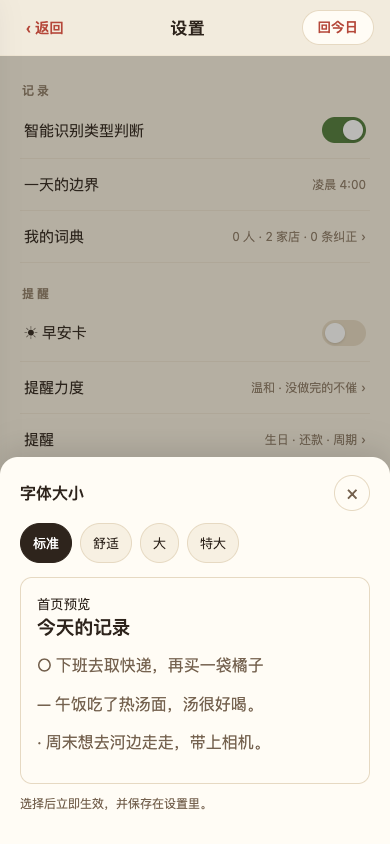 ‹ 返回
设置
回今日
记录
智能识别类型判断
一天的边界
凌晨 4:00
我的词典
0 人 · 2 家店 · 0 条纠正 ›
提醒
☀ 早安卡
提醒力度
温和 · 没做完的不催 ›
提醒
生日 · 还款 · 周期 ›
字体大小
×
标准
舒适
大
特大
首页预览
今天的记录
〇 下班去取快递，再买一袋橘子
— 午饭吃了热汤面，汤很好喝。
· 周末想去河边走走，带上相机。
选择后立即生效，并保存在设置里。